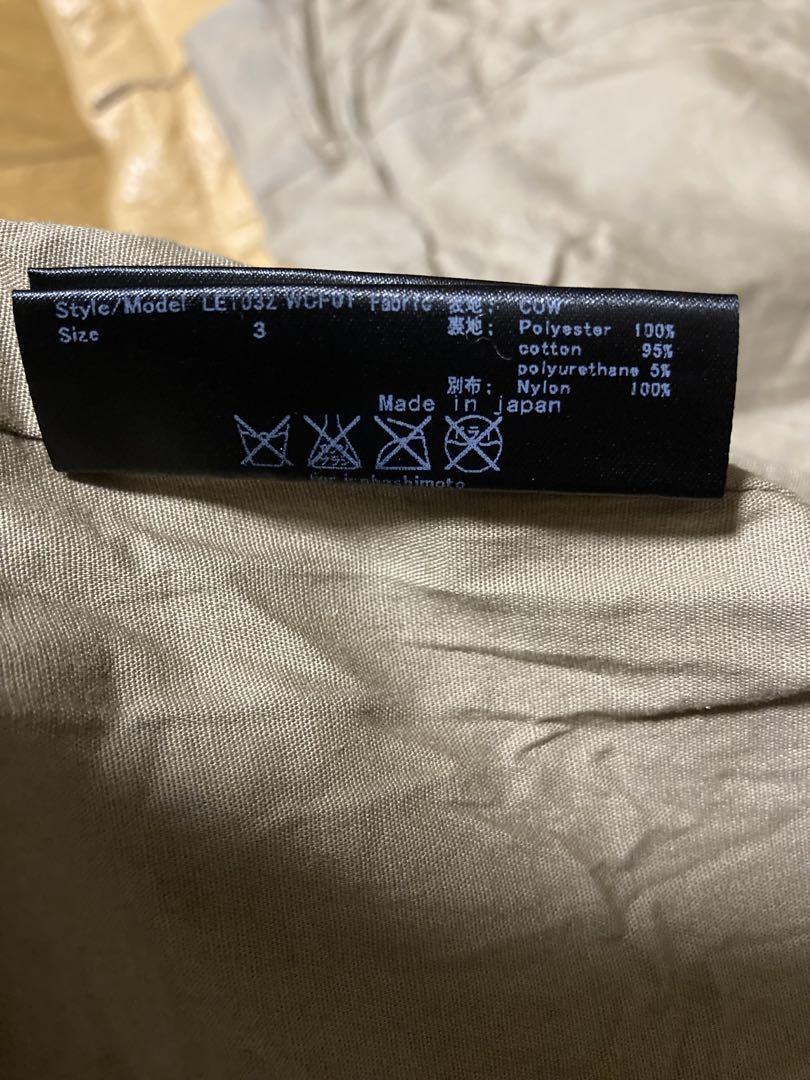 Style/Model LE1032 WCP01 Fabric 表地: COW
Size 3 裏地: Polyester 100%
cotton 95%
polyurethane 5%
別布: Nylon 100%
Made in japan